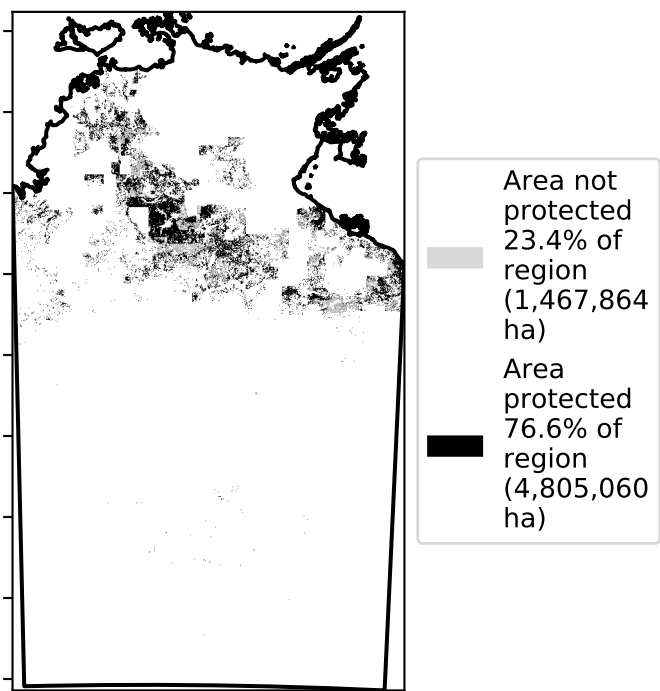 Area not
protected
23.4% of
region
(1,467,864
ha)
Area
protected
76.6% of
region
(4,805,060
ha)